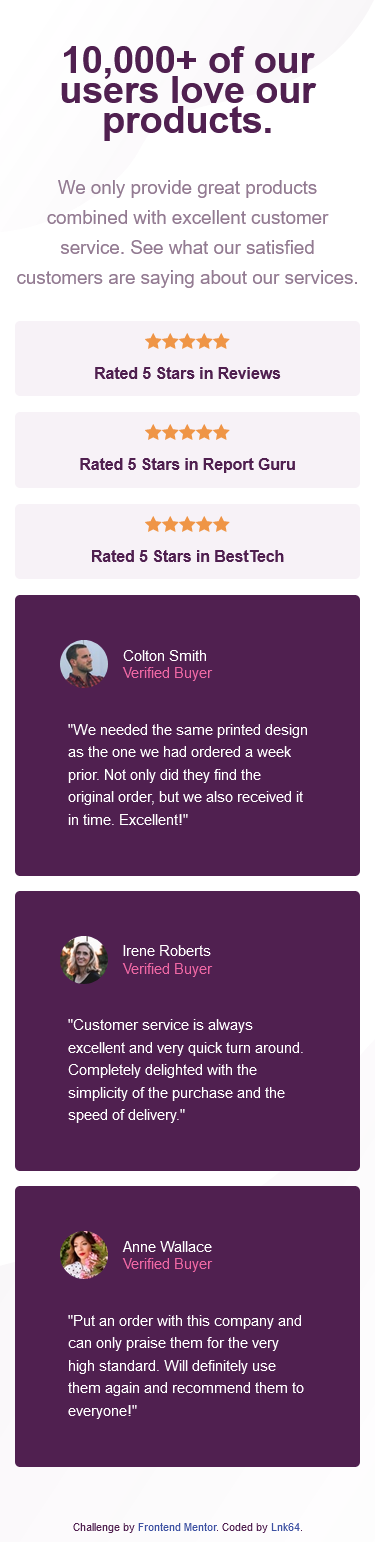 10,000+ of our
users love our
products.
We only provide great products
combined with excellent customer
service. See what our satisfied
customers are saying about our services.
Rated 5 Stars in Reviews
Rated 5 Stars in Report Guru
Rated 5 Stars in BestTech
Colton Smith
Verified Buyer
"We needed the same printed design
as the one we had ordered a week
prior. Not only did they find the
original order, but we also received it
in time. Excellent!"
Irene Roberts
Verified Buyer
"Customer service is always
excellent and very quick turn around.
Completely delighted with the
simplicity of the purchase and the
speed of delivery."
Anne Wallace
Verified Buyer
"Put an order with this company and
can only praise them for the very
high standard. Will definitely use
them again and recommend them to
everyone!"
Challenge by Frontend Mentor. Coded by Lnk64.